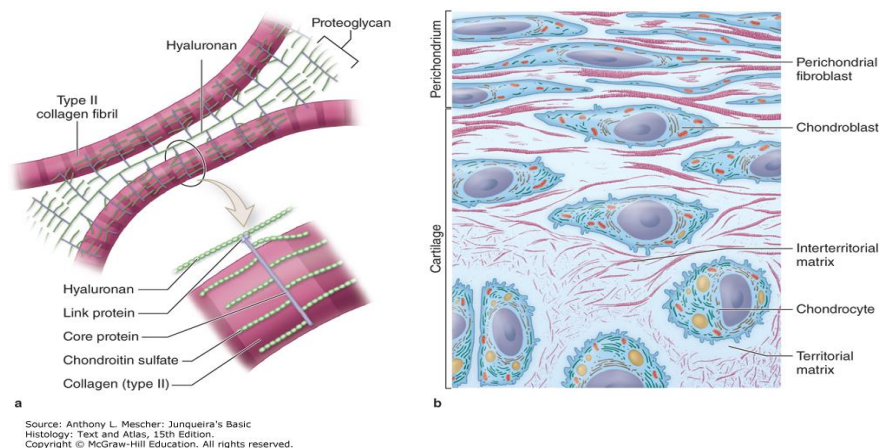 Proteoglycan
Hyaluronan
Type II
collagen fibril
Hyaluronan
Link protein
Core protein
Chondroitin sulfate
Collagen (type II)
a
Perichondrium
Cartilage
Perichondrial
fibroblast
Chondroblast
Interterritorial
matrix
Chondrocyte
Territorial
matrix
b
Source: Anthony L. Mescher: Junqueira's Basic
Histology: Text and Atlas, 15th Edition.
Copyright © McGraw-Hill Education. All rights reserved.